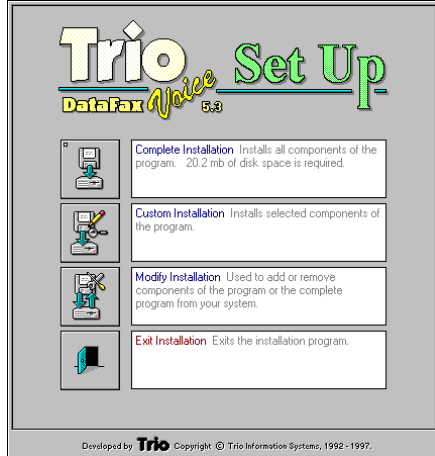 Trio Set Up
DataFax Voice 5.3
Complete Installation Installs all components of the
program. 20.2 mb of disk space is required.
Custom Installation Installs selected components of
the program.
Modify Installation Used to add or remove
components of the program or the complete
program from your system.
Exit Installation Exits the installation program.
Developed by Trio Copyright © Trio Information Systems, 1992 - 1997.